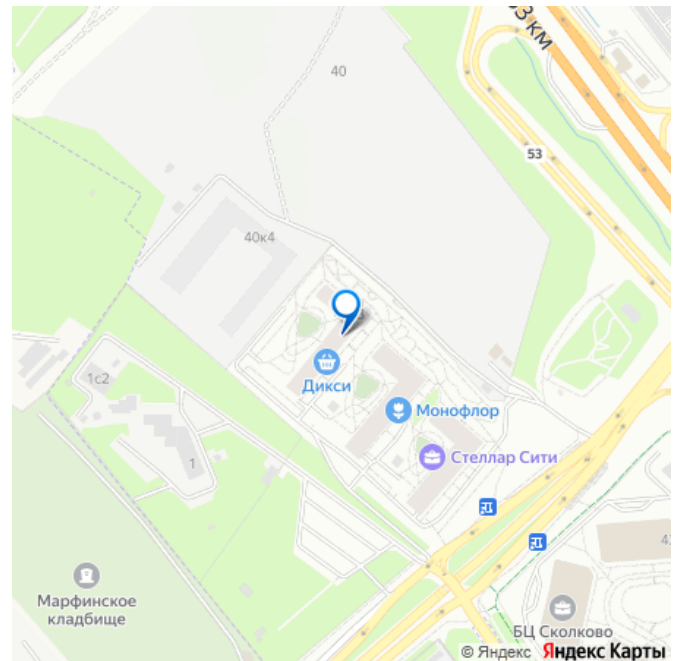 53 км
40
53
40к4
Дикси
1с2
Монофлор
Стеллар Сити
1
Марфинское
кладбище
БЦ Сколково
© Яндекс Яндекс Карты